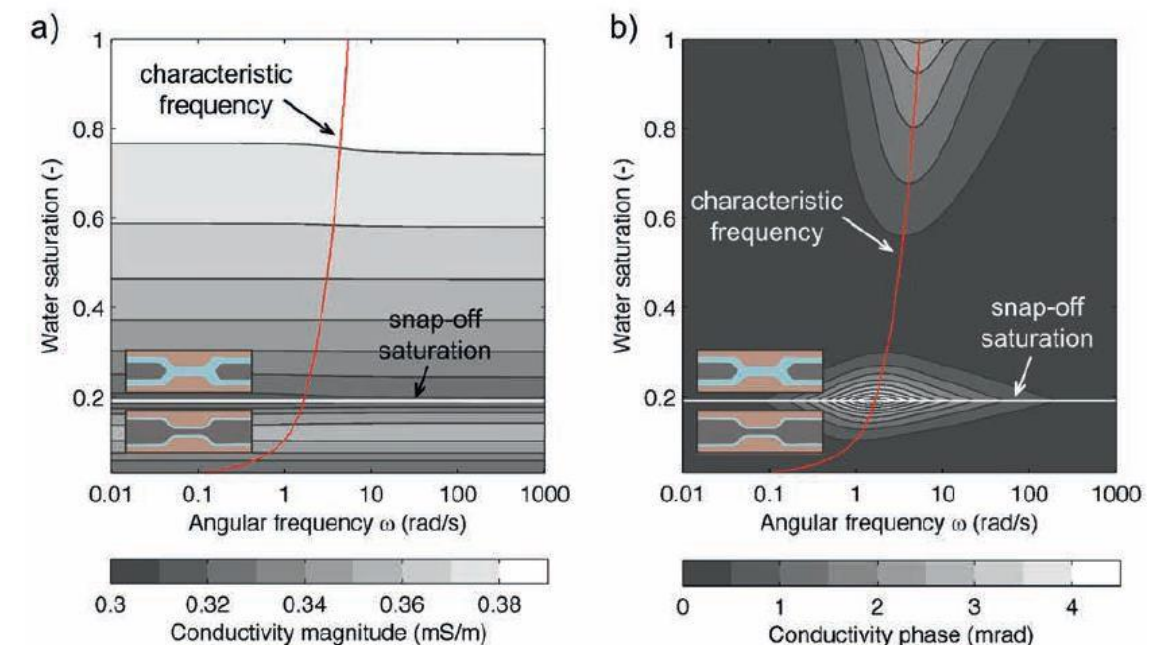 a)
1
0.8
0.6
0.4
0.2
Water saturation (-)
characteristic
frequency
snap-off
saturation
0.01 0.1 1 10 100 1000
Angular frequency ω (rad/s)
0.3 0.32 0.34 0.36 0.38
Conductivity magnitude (mS/m)
b)
1
0.8
0.6
0.4
0.2
Water saturation (-)
characteristic
frequency
snap-off
saturation
0.01 0.1 1 10 100 1000
Angular frequency ω (rad/s)
0 1 2 3 4
Conductivity phase (mrad)